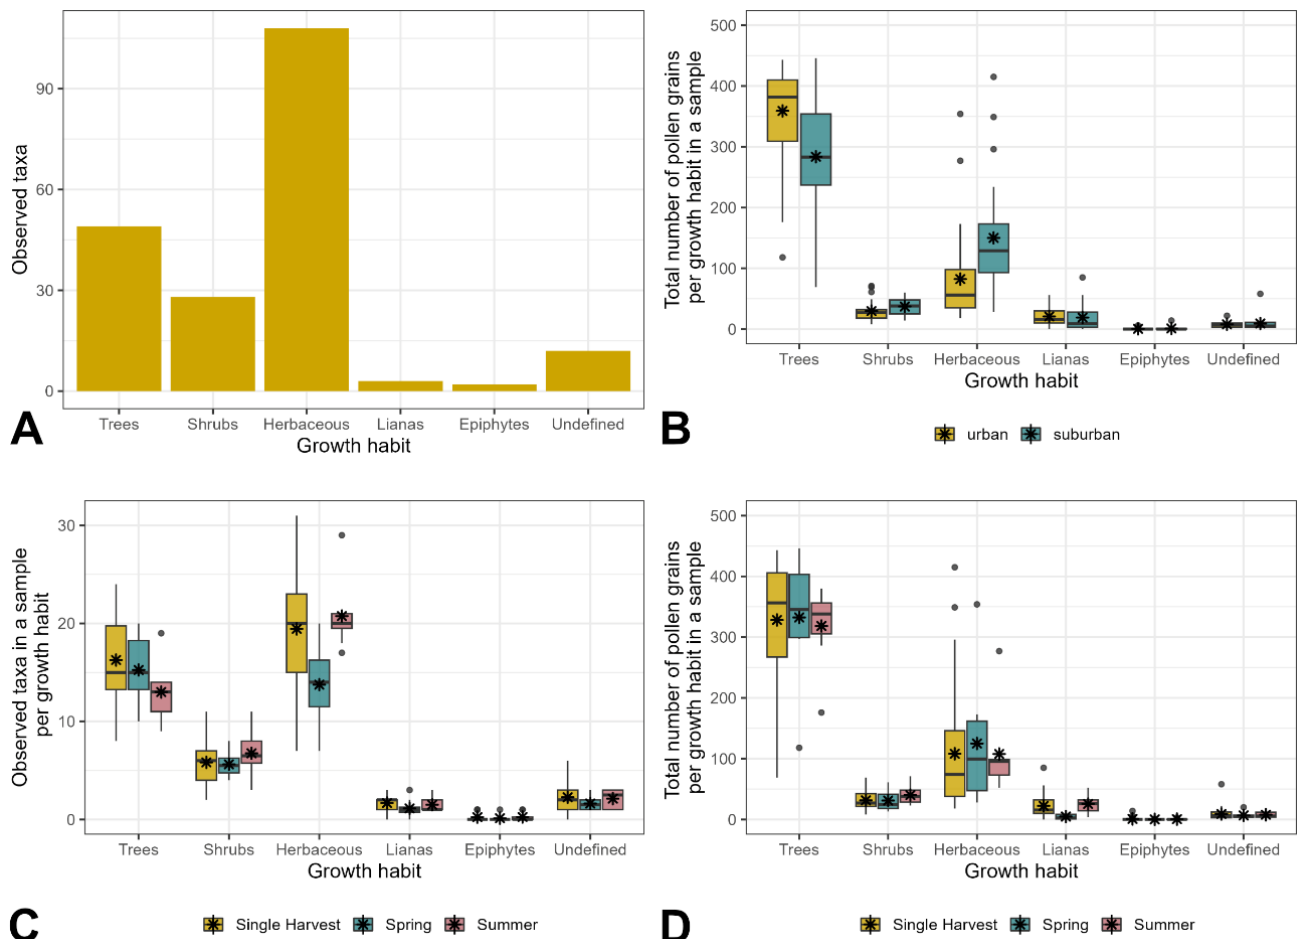 Observed taxa
90
60
30
0
Trees Shrubs Herbaceous Lianas Epiphytes Undefined
Growth habit
A
Total number of pollen grains
per growth habit in a sample
500
400
300
200
100
0
Trees Shrubs Herbaceous Lianas Epiphytes Undefined
Growth habit
urban suburban
B
Observed taxa in a sample
per growth habit
30
20
10
0
Trees Shrubs Herbaceous Lianas Epiphytes Undefined
Growth habit
Single Harvest Spring Summer
C
Total number of pollen grains
per growth habit in a sample
500
400
300
200
100
0
Trees Shrubs Herbaceous Lianas Epiphytes Undefined
Growth habit
Single Harvest Spring Summer
D